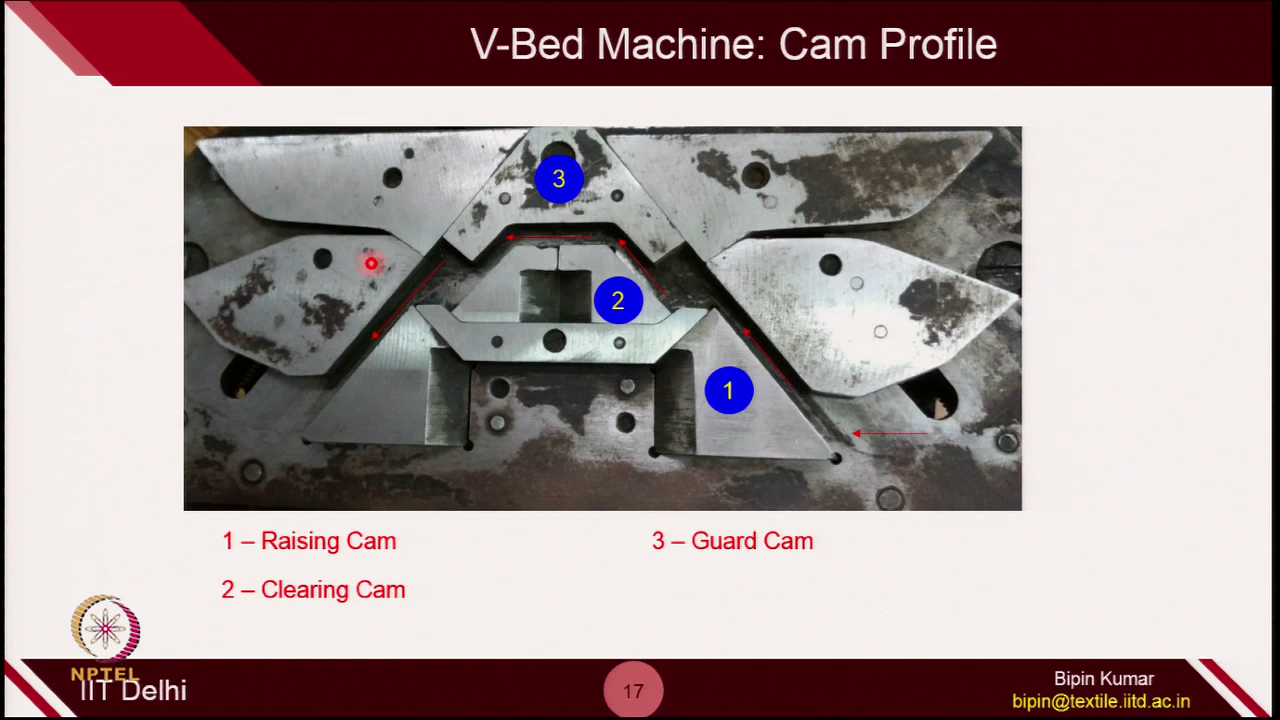 V-Bed Machine: Cam Profile
3
2
1
1 – Raising Cam
3 – Guard Cam
2 – Clearing Cam
NPTEL
IIT Delhi
17
Bipin Kumar
bipin@textile.iitd.ac.in